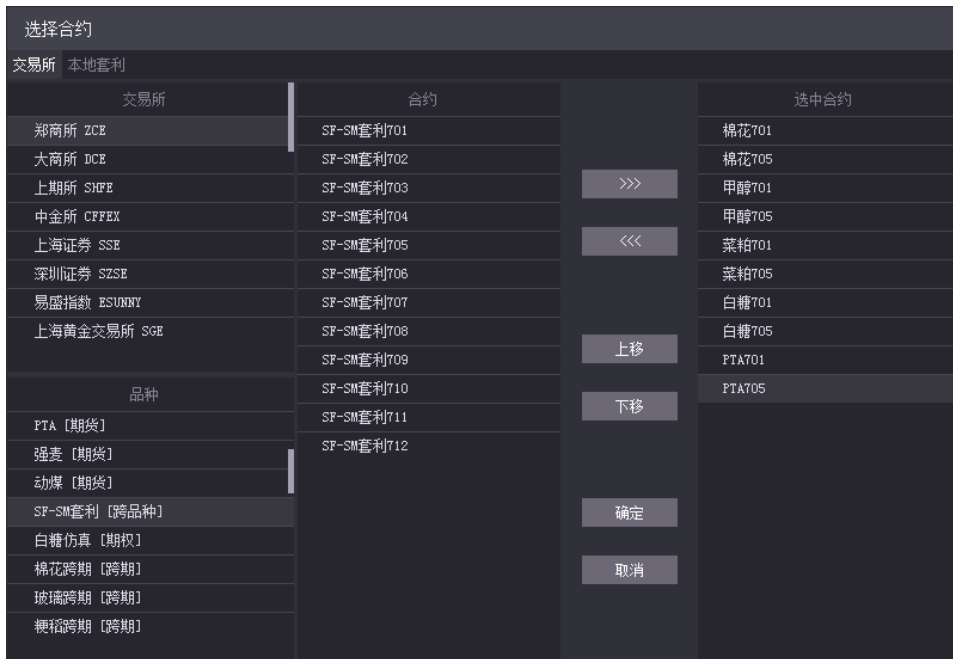 选择合约
交易所 本地套利
交易所
郑商所 ZCE
大商所 DCE
上期所 SHFE
中金所 CFFEX
上海证券 SSE
深圳证券 SZSE
易盛指数 ESUNNY
上海黄金交易所 SGE
品种
PTA [期货]
强麦 [期货]
动煤 [期货]
SF-SM套利 [跨品种]
白糖仿真 [期权]
棉花跨期 [跨期]
玻璃跨期 [跨期]
粳稻跨期 [跨期]
合约
SF-SM套利701
SF-SM套利702
SF-SM套利703
SF-SM套利704
SF-SM套利705
SF-SM套利706
SF-SM套利707
SF-SM套利708
SF-SM套利709
SF-SM套利710
SF-SM套利711
SF-SM套利712
>>>
<<<
上移
下移
确定
取消
选中合约
棉花701
棉花705
甲醇701
甲醇705
菜粕701
菜粕705
白糖701
白糖705
PTA701
PTA705